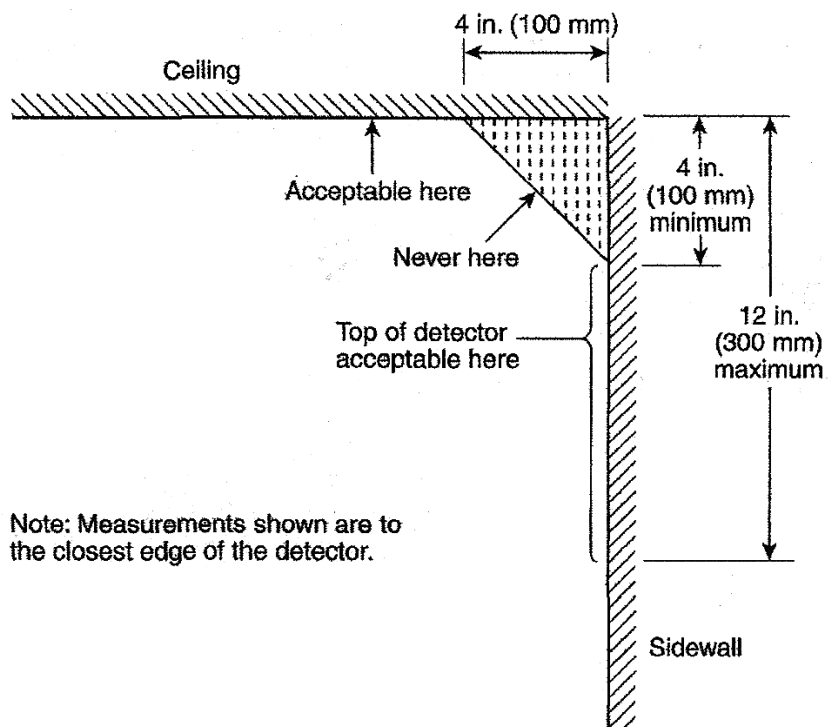 4 in. (100 mm)
Ceiling
Acceptable here
4 in.
(100 mm)
minimum
Never here
12 in.
(300 mm)
maximum
Top of detector
acceptable here
Note: Measurements shown are to
the closest edge of the detector.
Sidewall